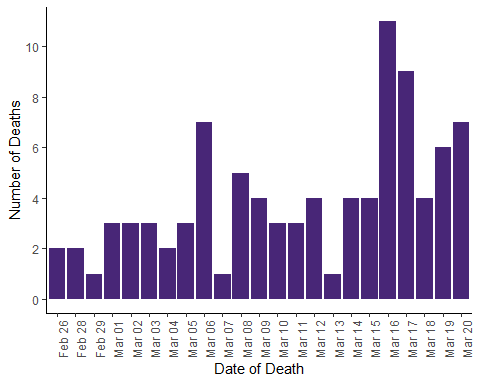 Number of Deaths
10
8
6
4
2
0
Feb 26
Feb 28
Feb 29
Mar 01
Mar 02
Mar 03
Mar 04
Mar 05
Mar 06
Mar 07
Mar 08
Mar 09
Mar 10
Mar 11
Mar 12
Mar 13
Mar 14
Mar 15
Mar 16
Mar 17
Mar 18
Mar 19
Mar 20
Date of Death